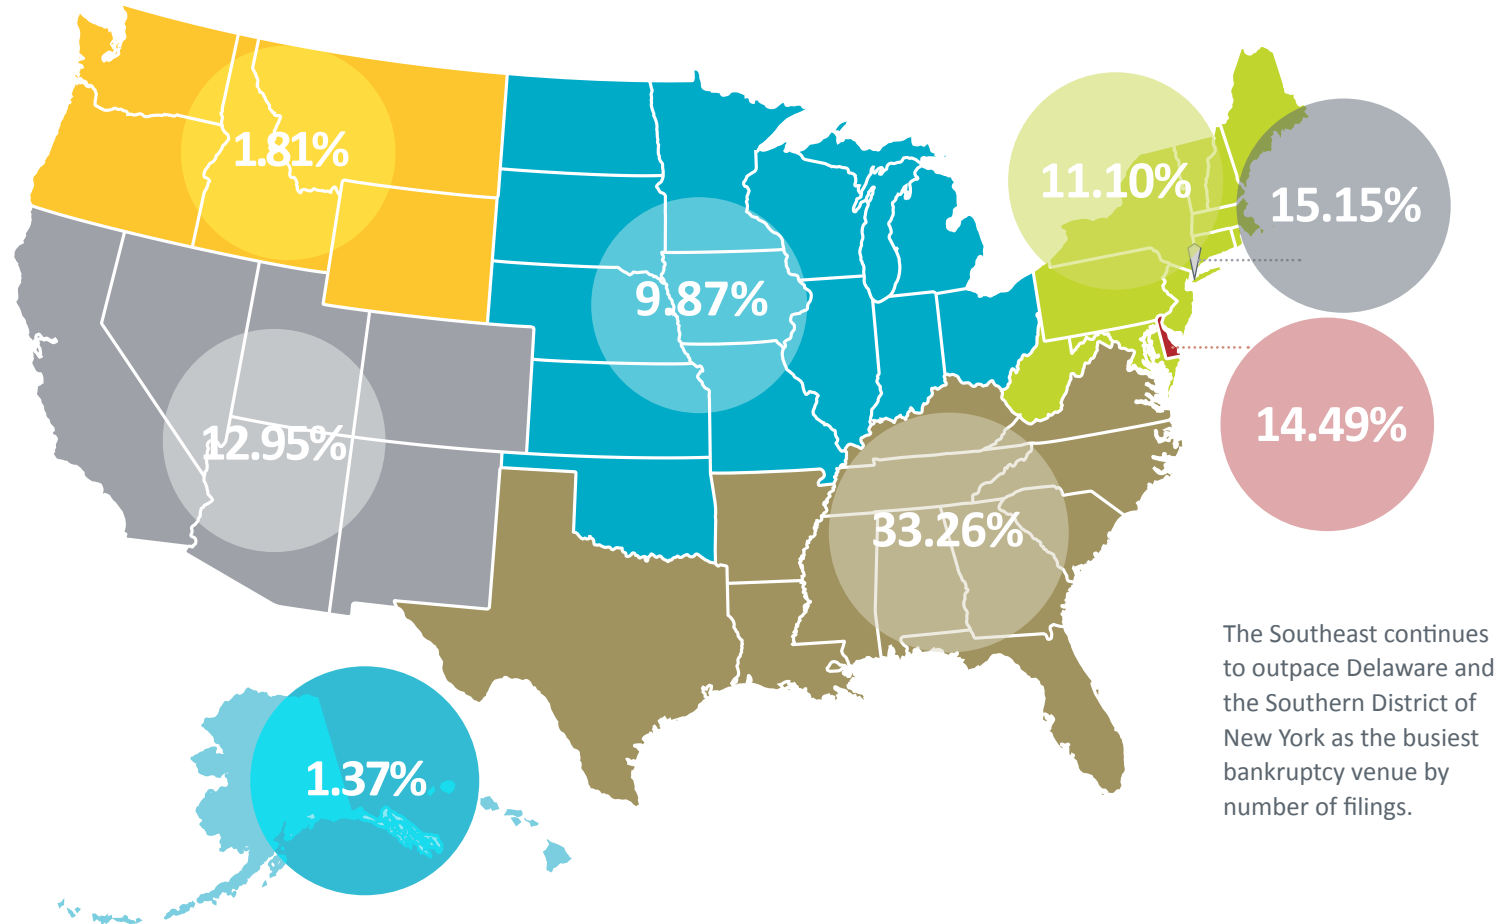 1.81%
11.10%
15.15%
9.87%
14.49%
12.95%
33.26%
The Southeast continues
to outpace Delaware and
the Southern District of
New York as the busiest
bankruptcy venue by
number of filings.
1.37%